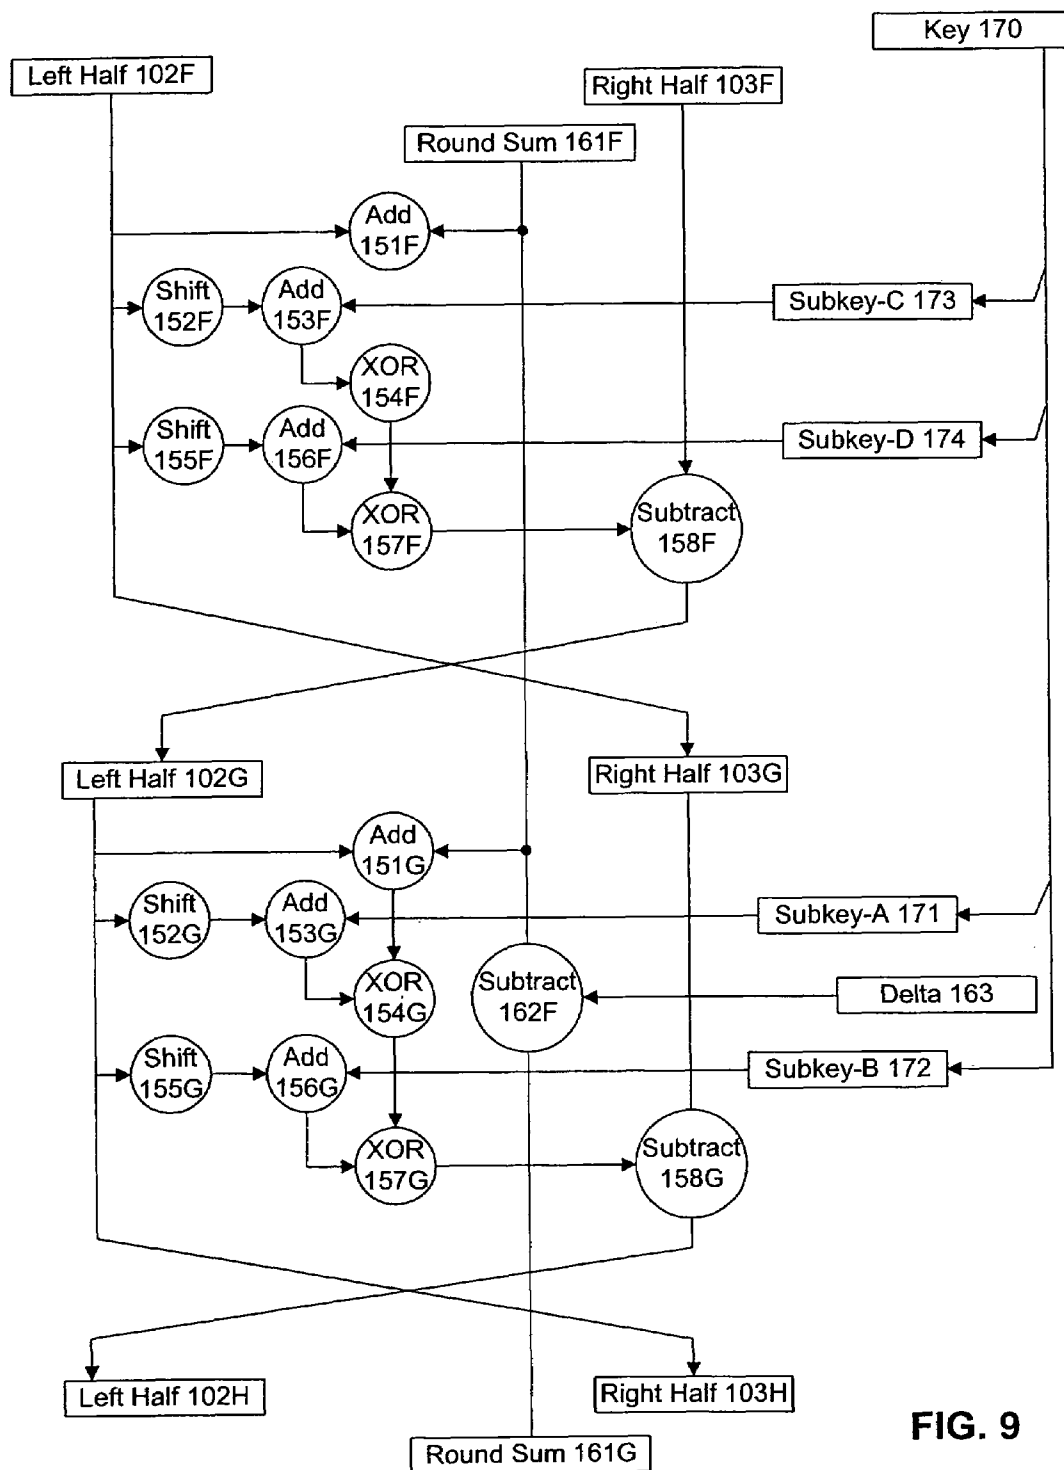 Key 170
Left Half 102F
Right Half 103F
Round Sum 161F
Add
151F
Shift
152F
Add
153F
Subkey-C 173
XOR
154F
Shift
155F
Add
156F
Subkey-D 174
XOR
157F
Subtract
158F
Left Half 102G
Right Half 103G
Add
151G
Shift
152G
Add
153G
Subkey-A 171
XOR
154G
Subtract
162F
Delta 163
Shift
155G
Add
156G
Subkey-B 172
XOR
157G
Subtract
158G
Left Half 102H
Right Half 103H
Round Sum 161G
FIG. 9